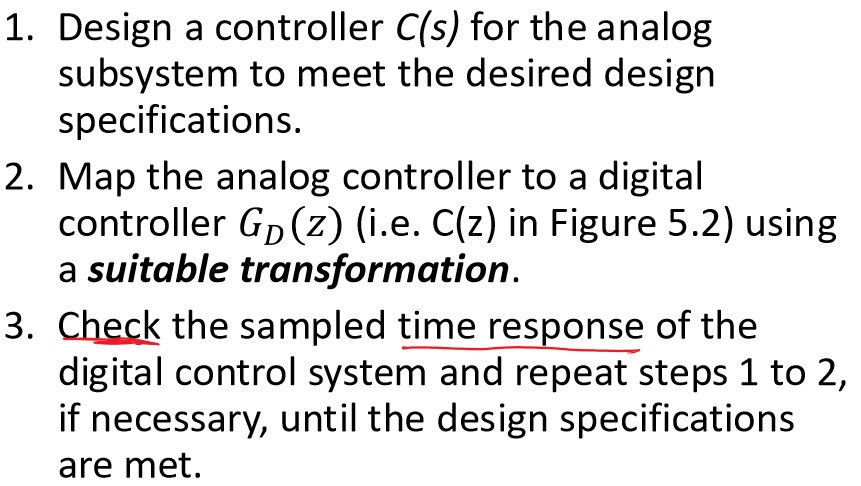 1. Design a controller C(s) for the analog
subsystem to meet the desired design
specifications.
2. Map the analog controller to a digital
controller G_D(z) (i.e. C(z) in Figure 5.2) using
a suitable transformation.
3. Check the sampled time response of the
digital control system and repeat steps 1 to 2,
if necessary, until the design specifications
are met.